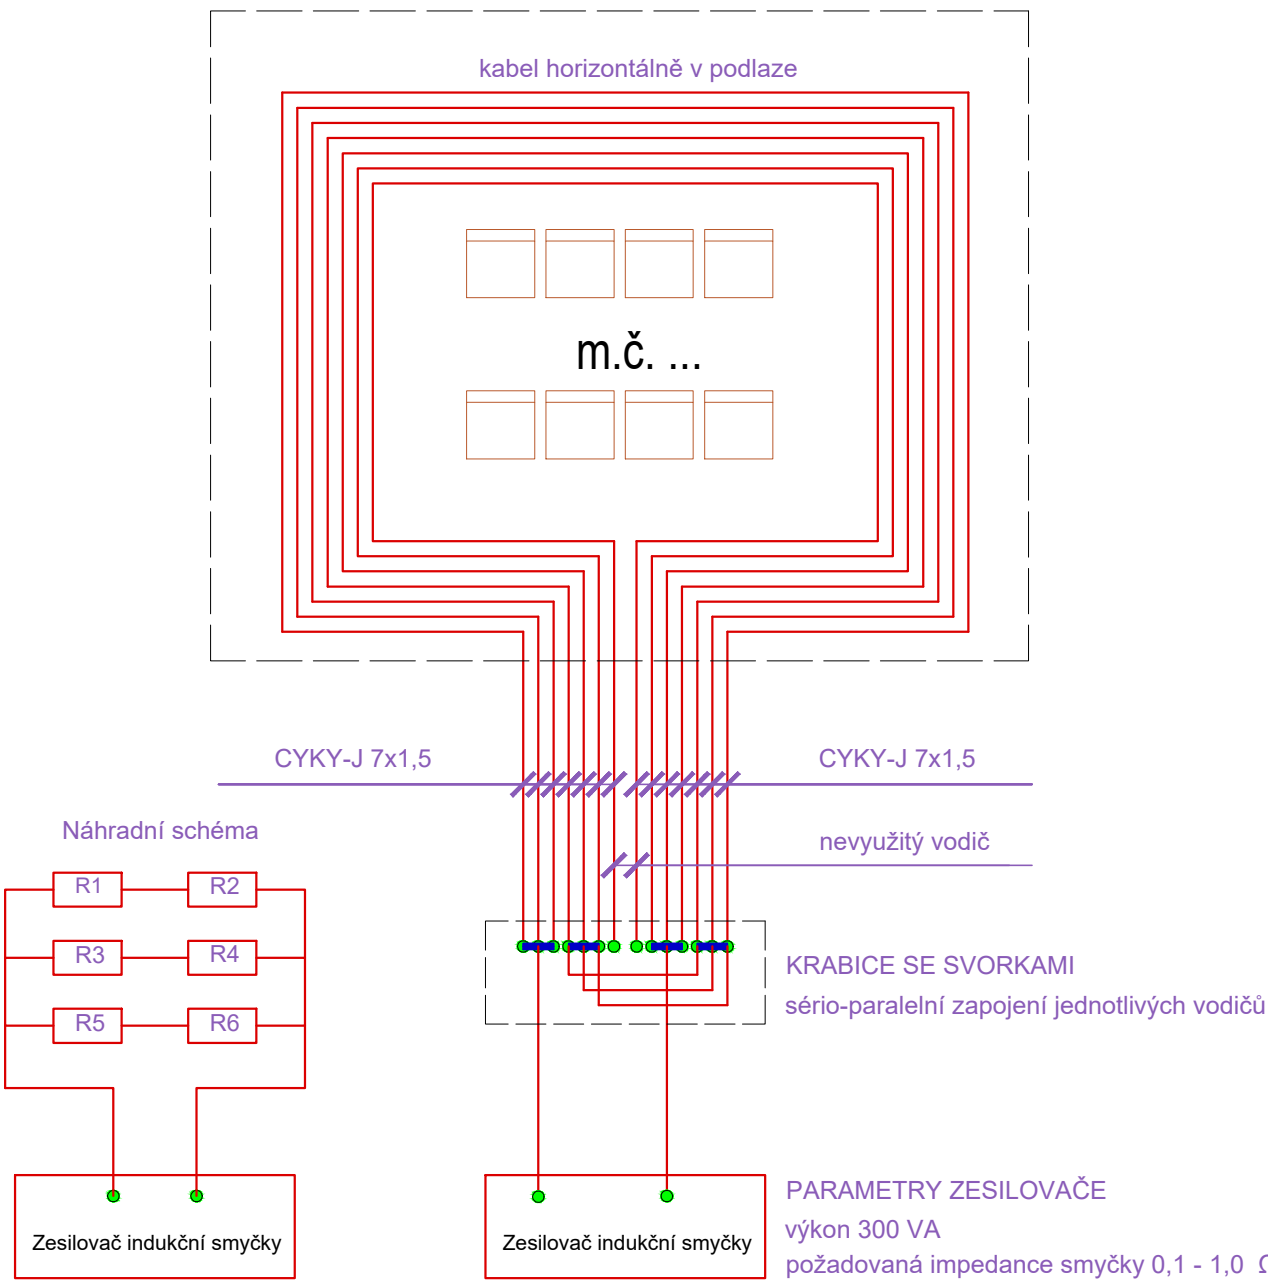 kabel horizontálně v podlaze
m.č. ...
CYKY-J 7x1,5
CYKY-J 7x1,5
Náhradní schéma
nevyužitý vodič
R1
R2
R3
R4
R5
R6
KRABICE SE SVORKAMI
sério-paralelní zapojení jednotlivých vodičů
Zesilovač indukční smyčky
Zesilovač indukční smyčky
PARAMETRY ZESILOVAČE
výkon 300 VA
požadovaná impedance smyčky 0,1 - 1,0 Ω